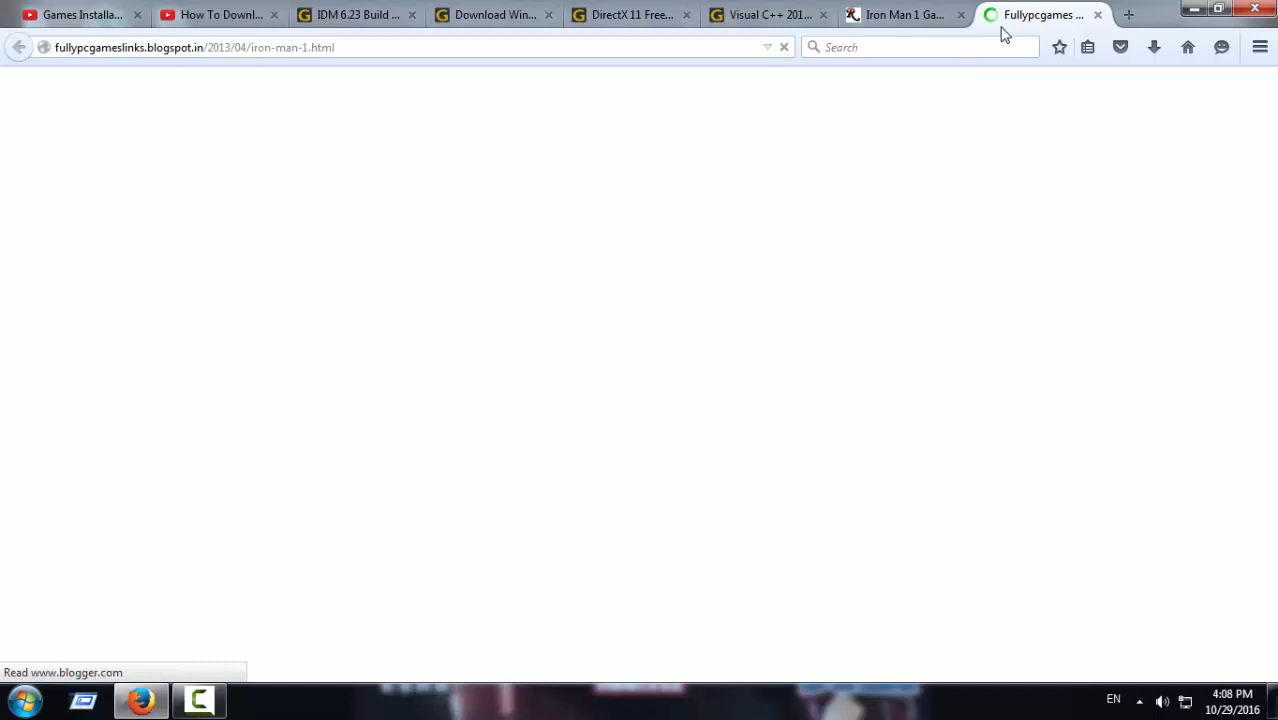 Games Installa... How To Downl... IDM 6.23 Build ... Download Win... DirectX 11 Free... Visual C++ 201... Iron Man 1 Ga... Fullypcgames ...
fullypcgameslinks.blogspot.in/2013/04/iron-man-1.html Search
Read www.blogger.com
EN 4:08 PM
10/29/2016